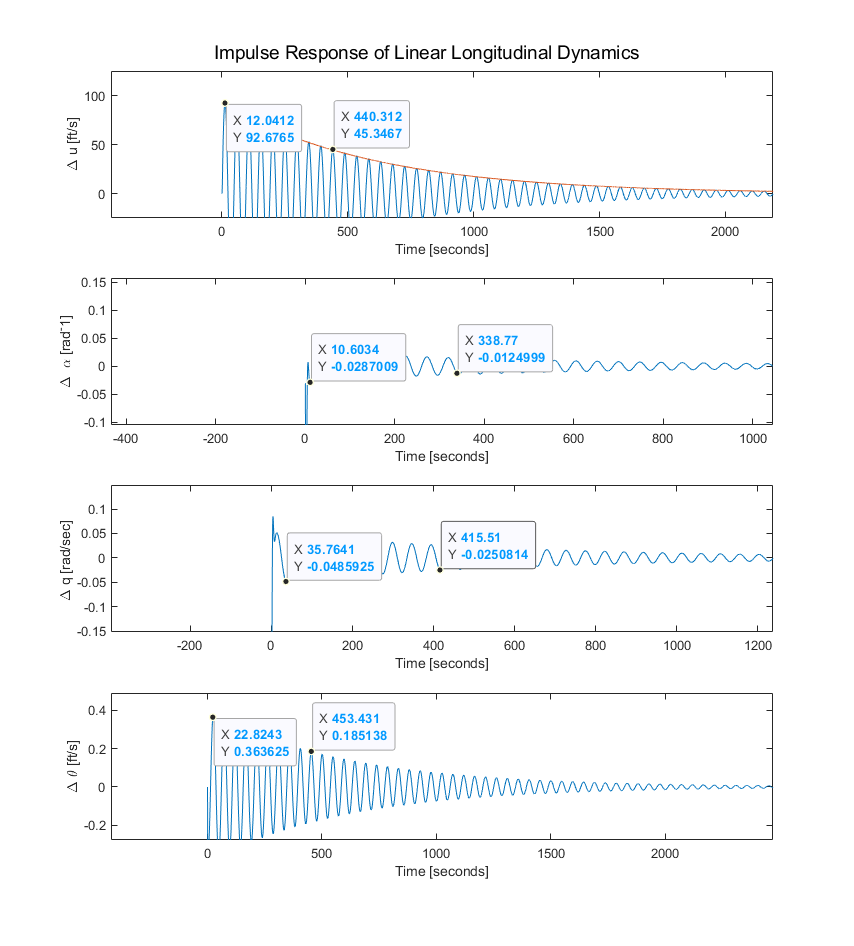 Impulse Response of Linear Longitudinal Dynamics
100
50
0
Δ u [ft/s]
X 12.0412
Y 92.6765
X 440.312
Y 45.3467
0 500 1000 1500 2000
Time [seconds]
0.15
0.1
0.05
0
-0.05
-0.1
Δ α [rad-1]
X 10.6034
Y -0.0287009
X 338.77
Y -0.0124999
-400 -200 0 200 400 600 800 1000
Time [seconds]
0.1
0.05
0
-0.05
-0.1
-0.15
Δ q [rad/sec]
X 35.7641
Y -0.0485925
X 415.51
Y -0.0250814
-200 0 200 400 600 800 1000 1200
Time [seconds]
0.4
0.2
0
-0.2
Δ θ [ft/s]
X 22.8243
Y 0.363625
X 453.431
Y 0.185138
0 500 1000 1500 2000
Time [seconds]